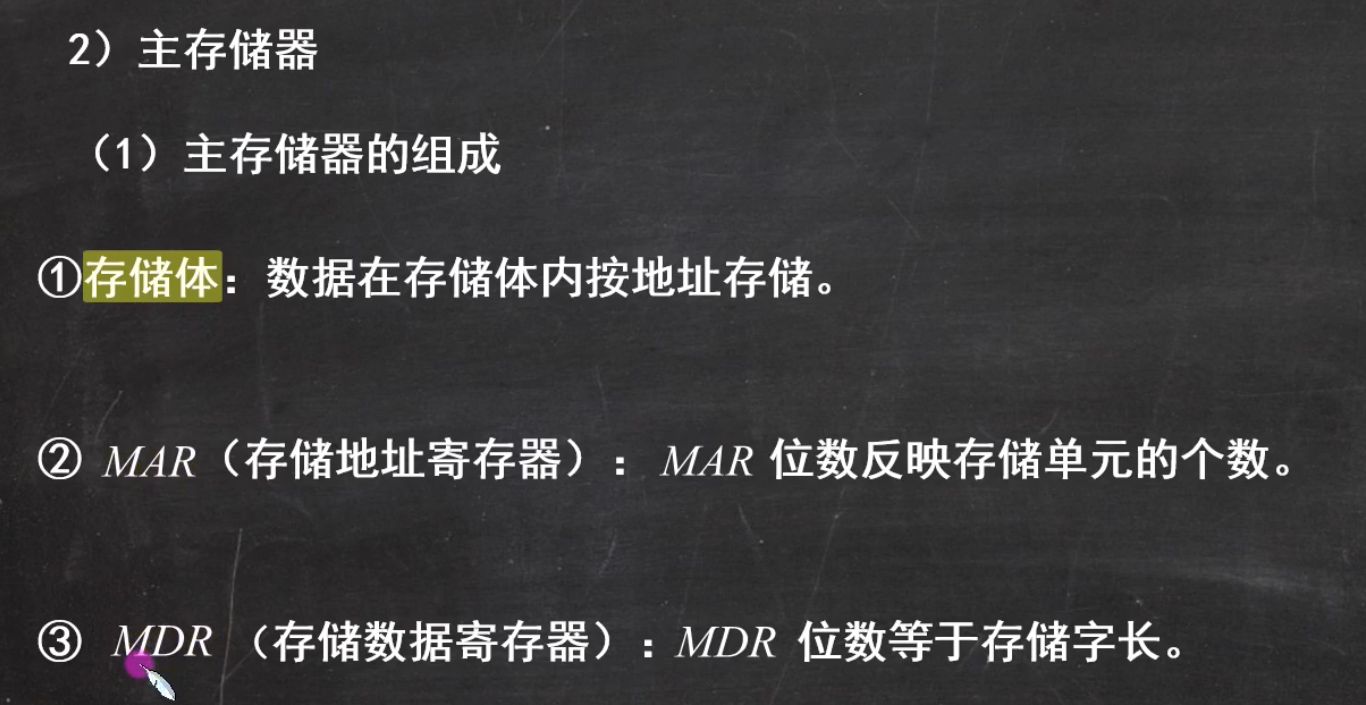 2）主存储器
（1）主存储器的组成
①存储体：数据在存储体内按地址存储。
② MAR（存储地址寄存器）：MAR 位数反映存储单元的个数。
③ MDR （存储数据寄存器）：MDR 位数等于存储字长。